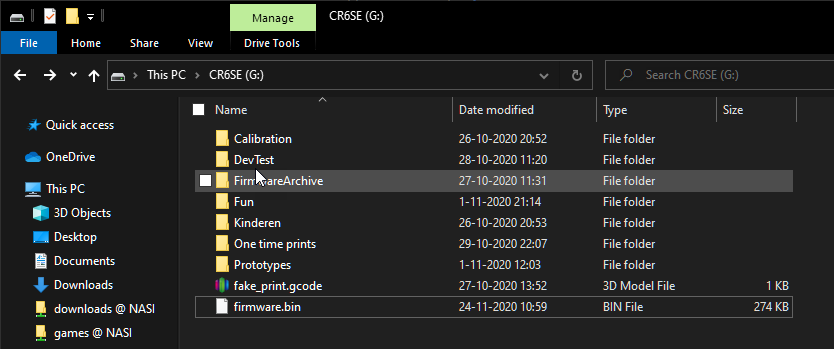 Manage CR6SE (G:)
File Home Share View Drive Tools
This PC CR6SE (G:) Search CR6SE (G:)
Name Date modified Type Size
Quick access
OneDrive
This PC
3D Objects
Desktop
Documents
Downloads
downloads @ NASI
games @ NASI
Calibration 26-10-2020 20:52 File folder
DevTest 28-10-2020 11:20 File folder
FirmwareArchive 27-10-2020 11:31 File folder
Fun 1-11-2020 21:14 File folder
Kinderen 26-10-2020 20:53 File folder
One time prints 29-10-2020 22:07 File folder
Prototypes 1-11-2020 12:03 File folder
fake_print.gcode 27-10-2020 13:52 3D Model File 1 KB
firmware.bin 24-11-2020 10:59 BIN File 274 KB